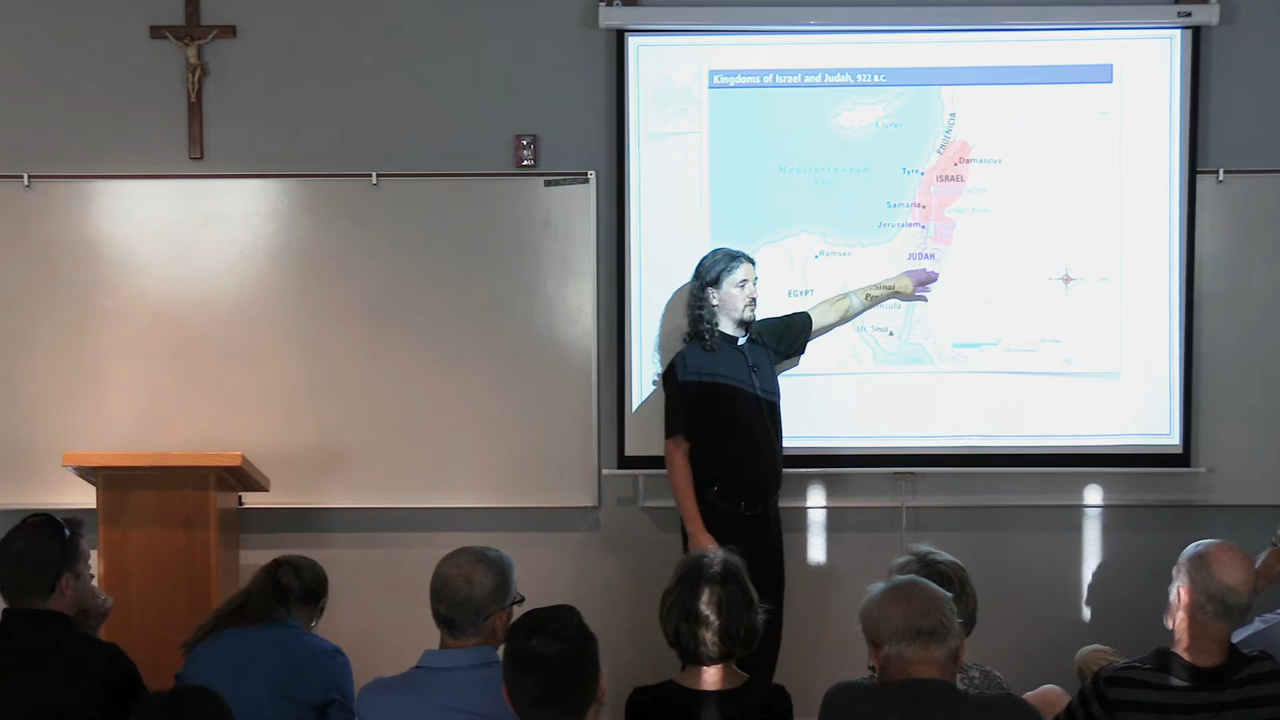 Kingdoms of Israel and Judah, 922 B.C.
PHOENICIA
Cyprus
Damascus
Mediterranean
Sea
Tyre
ISRAEL
Samaria
Jerusalem
JUDAH
Ramses
EGYPT
Sinai
Peninsula
Mt. Sinai